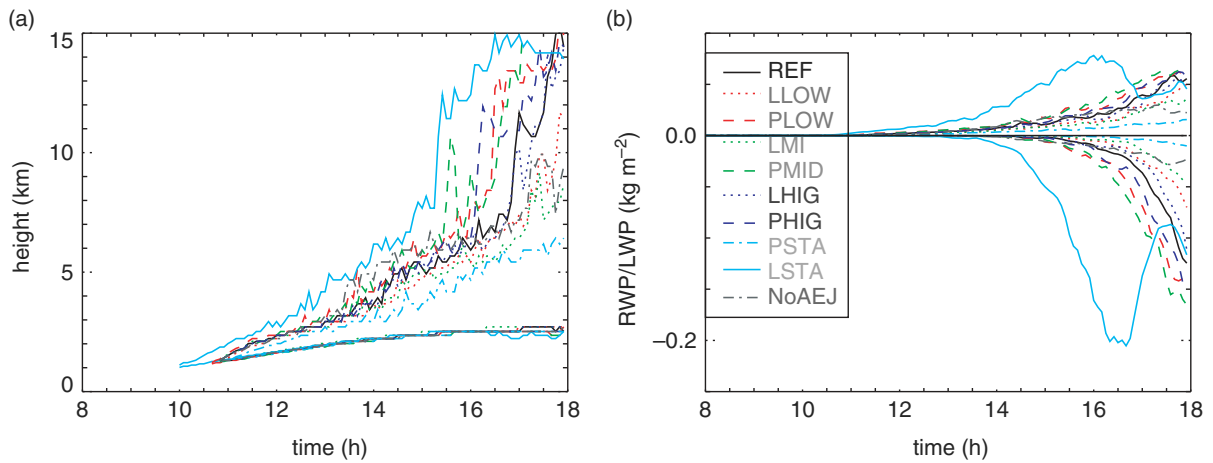 (a)
15
10
5
0
height (km)
8
10
12
14
16
18
time (h)
(b)
REF
LLOW
PLOW
LMI
PMID
LHIG
PHIG
PSTA
LSTA
NoAEJ
0.0
−0.2
RWP/LWP (kg m−2)
8
10
12
14
16
18
time (h)